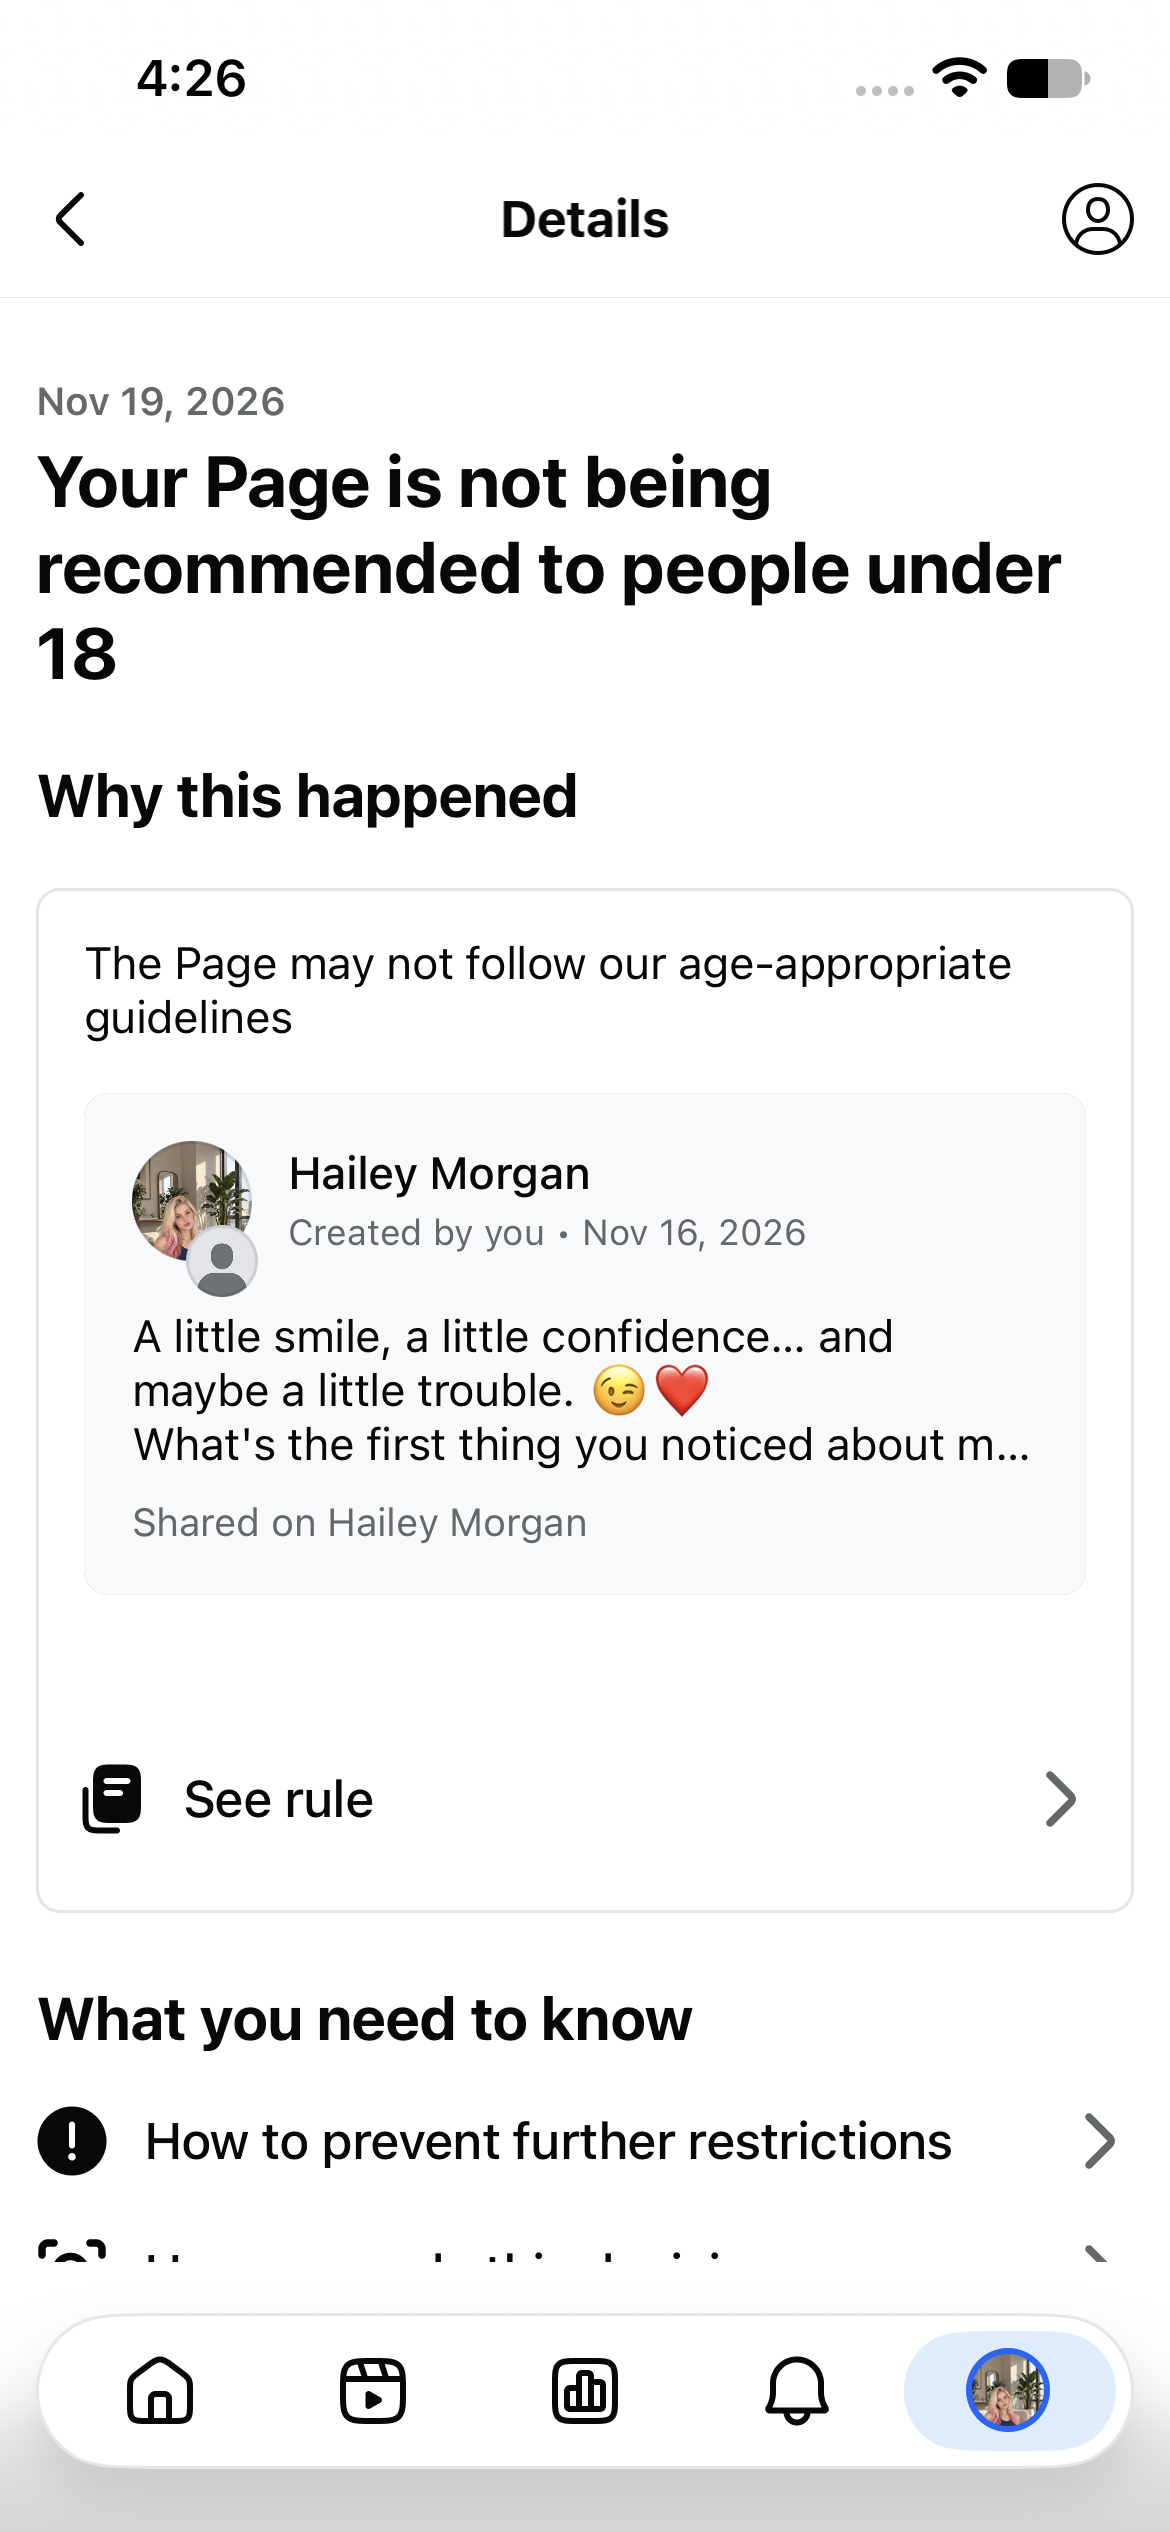 4:26
Details
Nov 19, 2026
Your Page is not being
recommended to people under
18
Why this happened
The Page may not follow our age-appropriate
guidelines
Hailey Morgan
Created by you • Nov 16, 2026
A little smile, a little confidence... and
maybe a little trouble. 😉❤️
What's the first thing you noticed about m...
Shared on Hailey Morgan
See rule
What you need to know
How to prevent further restrictions